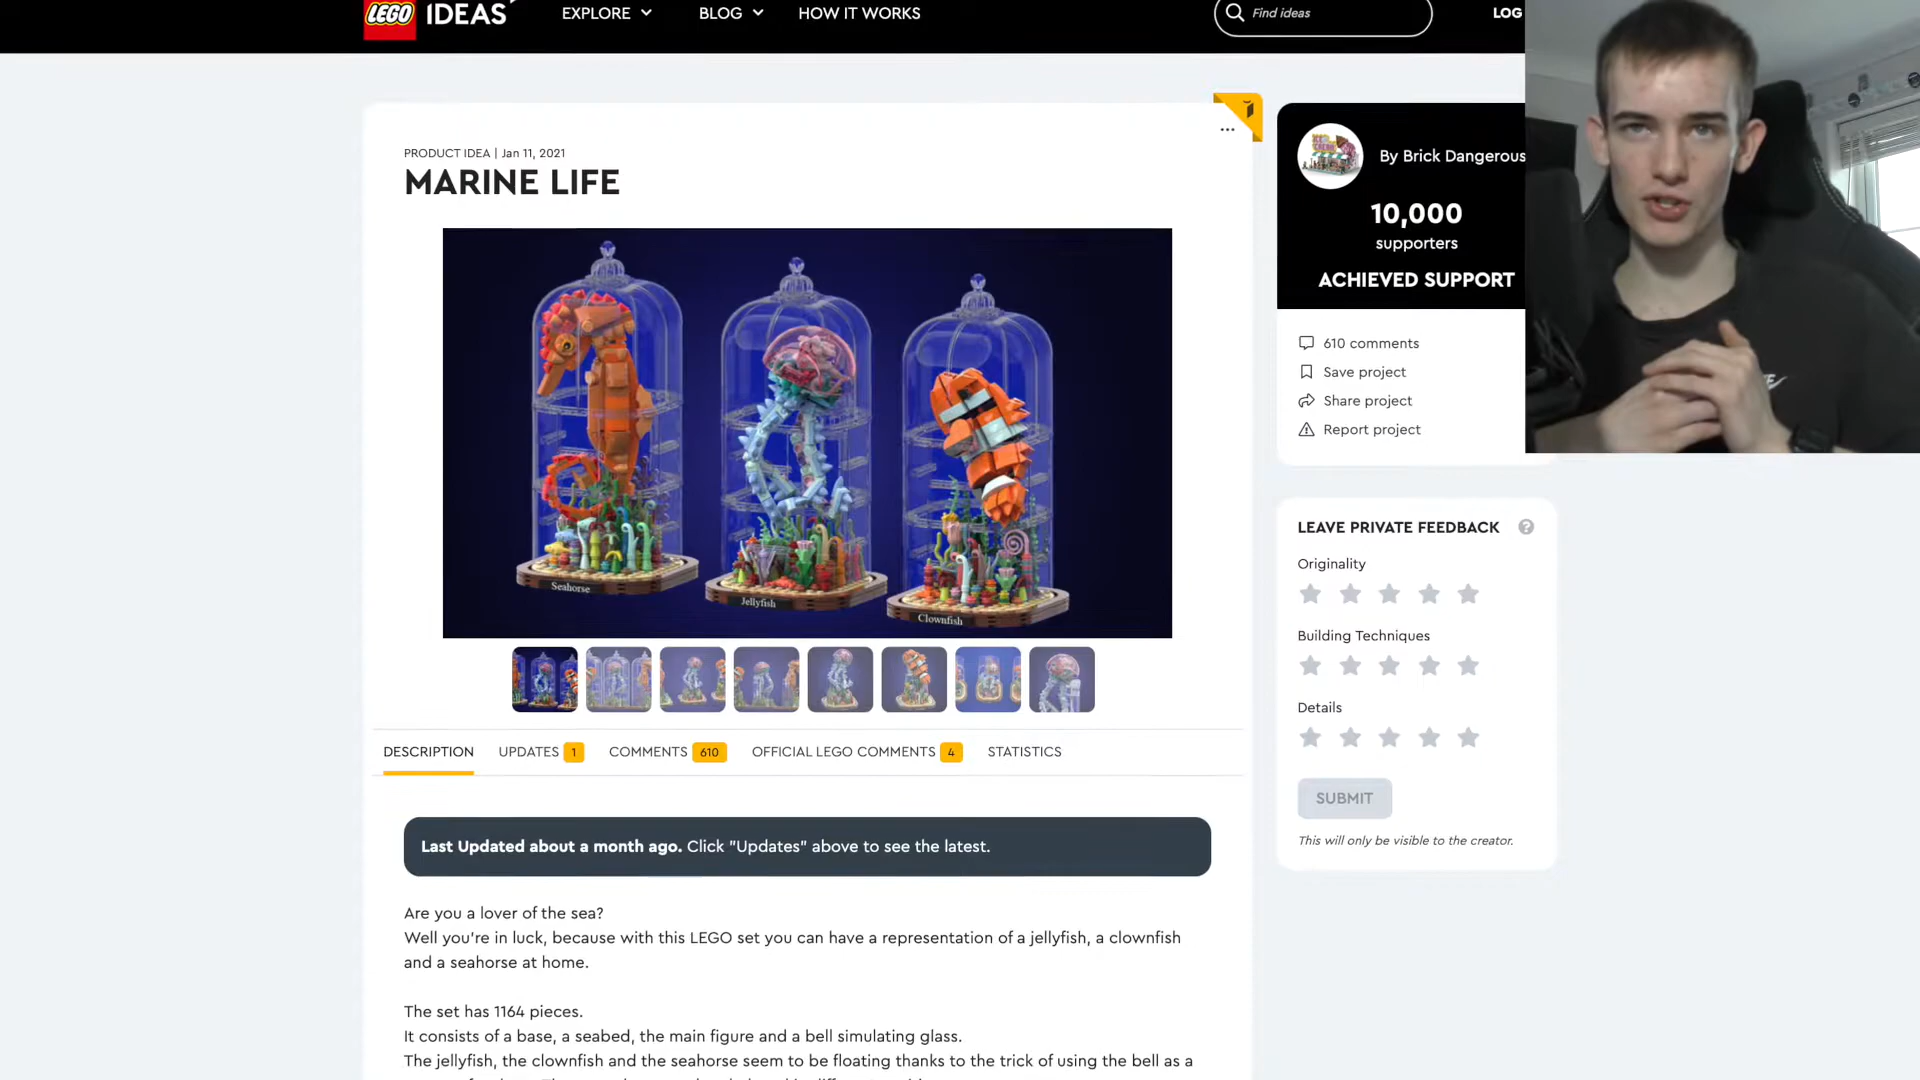 LEGO IDEAS
EXPLORE
BLOG
HOW IT WORKS
Find ideas
LOG
PRODUCT IDEA | Jan 11, 2021
MARINE LIFE
Seahorse
Jellyfish
Clownfish
By Brick Dangerous
10,000
supporters
ACHIEVED SUPPORT
610 comments
Save project
Share project
Report project
LEAVE PRIVATE FEEDBACK ?
Originality
Building Techniques
Details
SUBMIT
This will only be visible to the creator.
DESCRIPTION UPDATES 1 COMMENTS 610 OFFICIAL LEGO COMMENTS 4 STATISTICS
Last Updated about a month ago. Click "Updates" above to see the latest.
Are you a lover of the sea?
Well you're in luck, because with this LEGO set you can have a representation of a jellyfish, a clownfish
and a seahorse at home.
The set has 1164 pieces.
It consists of a base, a seabed, the main figure and a bell simulating glass.
The jellyfish, the clownfish and the seahorse seem to be floating thanks to the trick of using the bell as a